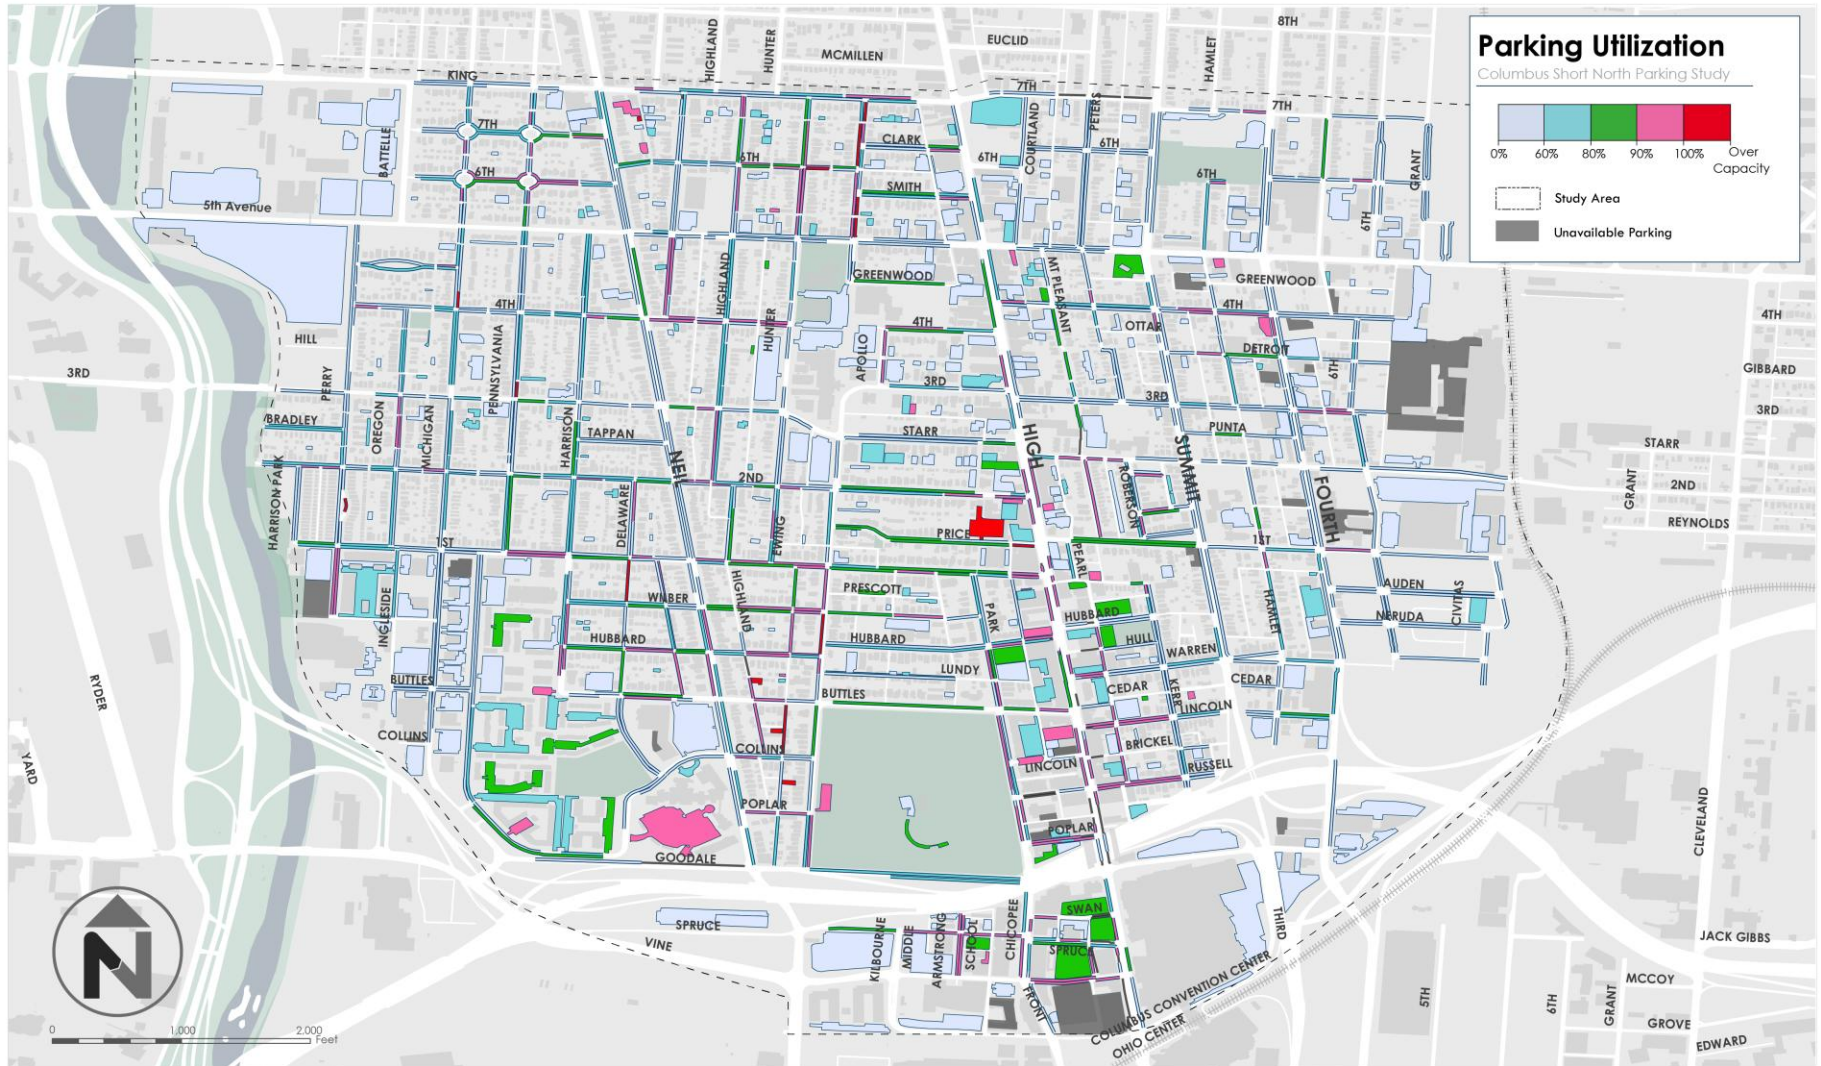 Parking Utilization
Columbus Short North Parking Study
0% 60% 80% 90% 100% Over
Capacity
Study Area
Unavailable Parking
8TH
EUCLID
HIGHLAND
HUNTER
MCMILLEN
HAMLET
KING
7TH
7TH
PETERS
COURTLAND
7TH
BATTELLE
CLARK
6TH
6TH
6TH
6TH
6TH
GRANT
SMITH
5th Avenue
6TH
GREENWOOD
MT PLEASANT
GREENWOOD
HIGHLAND
4TH
4TH
4TH
4TH
HILL
PENNSYLVANIA
HUNTER
APOLLO
OTTAR
DETROIT
6TH
GIBBARD
3RD
PERRY
3RD
3RD
3RD
BRADLEY
OREGON
MICHIGAN
HARRISON
TAPPAN
STARR
HIGH
PUNTA
STARR
NEIL
SUMMIT
HARRISON PARK
2ND
ROBERSON
FOURTH
GRANT
2ND
DELAWARE
EWING
PRICE
REYNOLDS
1ST
PEARL
1ST
INGLESIDE
WILBER
HIGHLAND
PRESCOTT
PARK
HAMLET
AUDEN
CIVITAS
HUBBARD
HUBBARD
HUBBARD
HULL
NERUDA
WARREN
LUNDY
BUTTLES
BUTTLES
CEDAR
KERR
CEDAR
RYDER
LINCOLN
COLLINS
COLLINS
BRICKEL
YARD
LINCOLN
RUSSELL
POPLAR
POPLAR
CLEVELAND
GOODALE
N
SPRUCE
VINE
KILBOURNE
MIDDLE
ARMSTRONG
SCHOOL
CHICOPEE
SWAN
SPRUCE
THIRD
JACK GIBBS
FRONT
COLUMBUS CONVENTION CENTER
OHIO CENTER
5TH
6TH
GRANT
MCCOY
GROVE
EDWARD
0 1,000 2,000
Feet